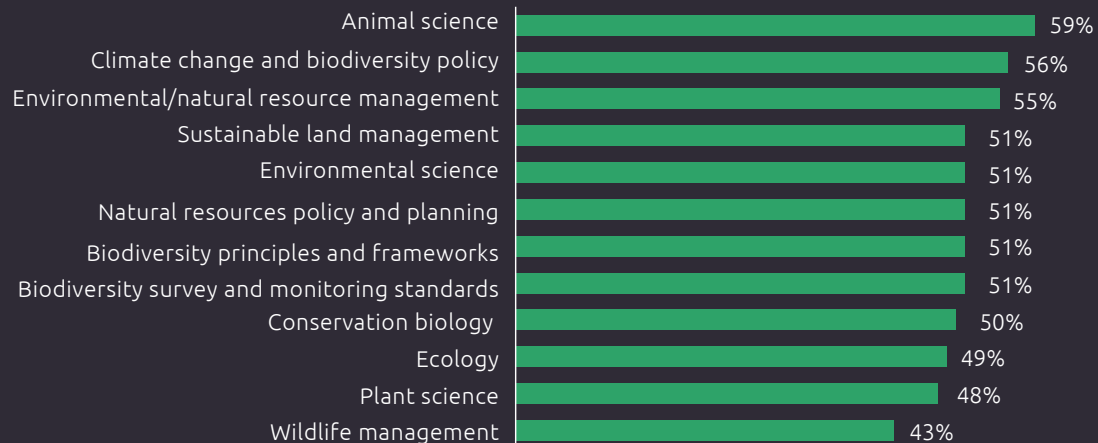 Animal science 59%
Climate change and biodiversity policy 56%
Environmental/natural resource management 55%
Sustainable land management 51%
Environmental science 51%
Natural resources policy and planning 51%
Biodiversity principles and frameworks 51%
Biodiversity survey and monitoring standards 51%
Conservation biology 50%
Ecology 49%
Plant science 48%
Wildlife management 43%